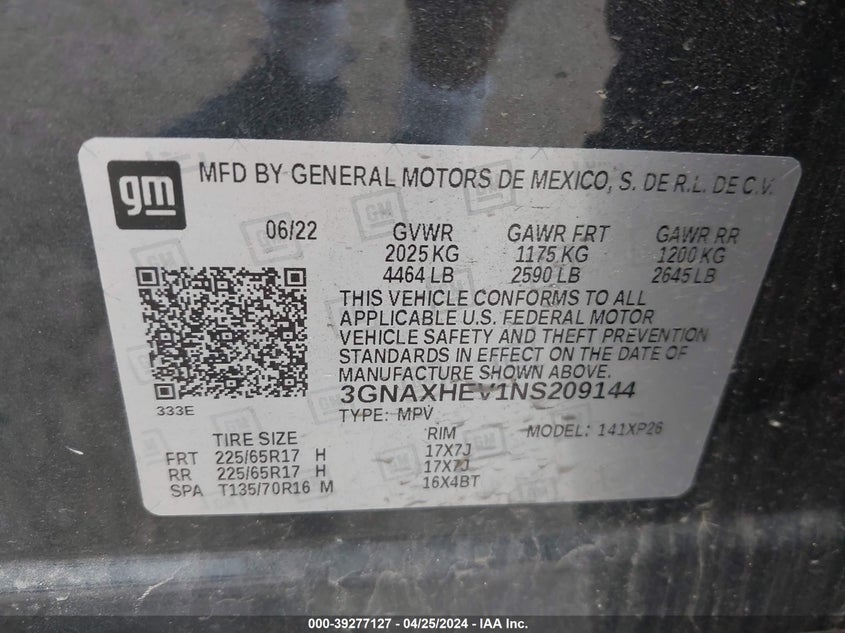 gm
MFD BY GENERAL MOTORS DE MEXICO, S. DE R.L. DE C.V.
06/22 GVWR GAWR FRT GAWR RR
2025 KG 1175 KG 1200 KG
4464 LB 2590 LB 2645 LB
THIS VEHICLE CONFORMS TO ALL
APPLICABLE U.S. FEDERAL MOTOR
VEHICLE SAFETY AND THEFT PREVENTION
STANDARDS IN EFFECT ON THE DATE OF
MANUFACTURE SHOWN ABOVE.
3GNAXHEV1NS209144
333E
TYPE: MPV
MODEL: 141XP26
TIRE SIZE RIM
FRT 225/65R17 H 17X7J
RR 225/65R17 H 17X7J
SPA T135/70R16 M 16X4BT
000-39277127 - 04/25/2024 - IAA Inc.